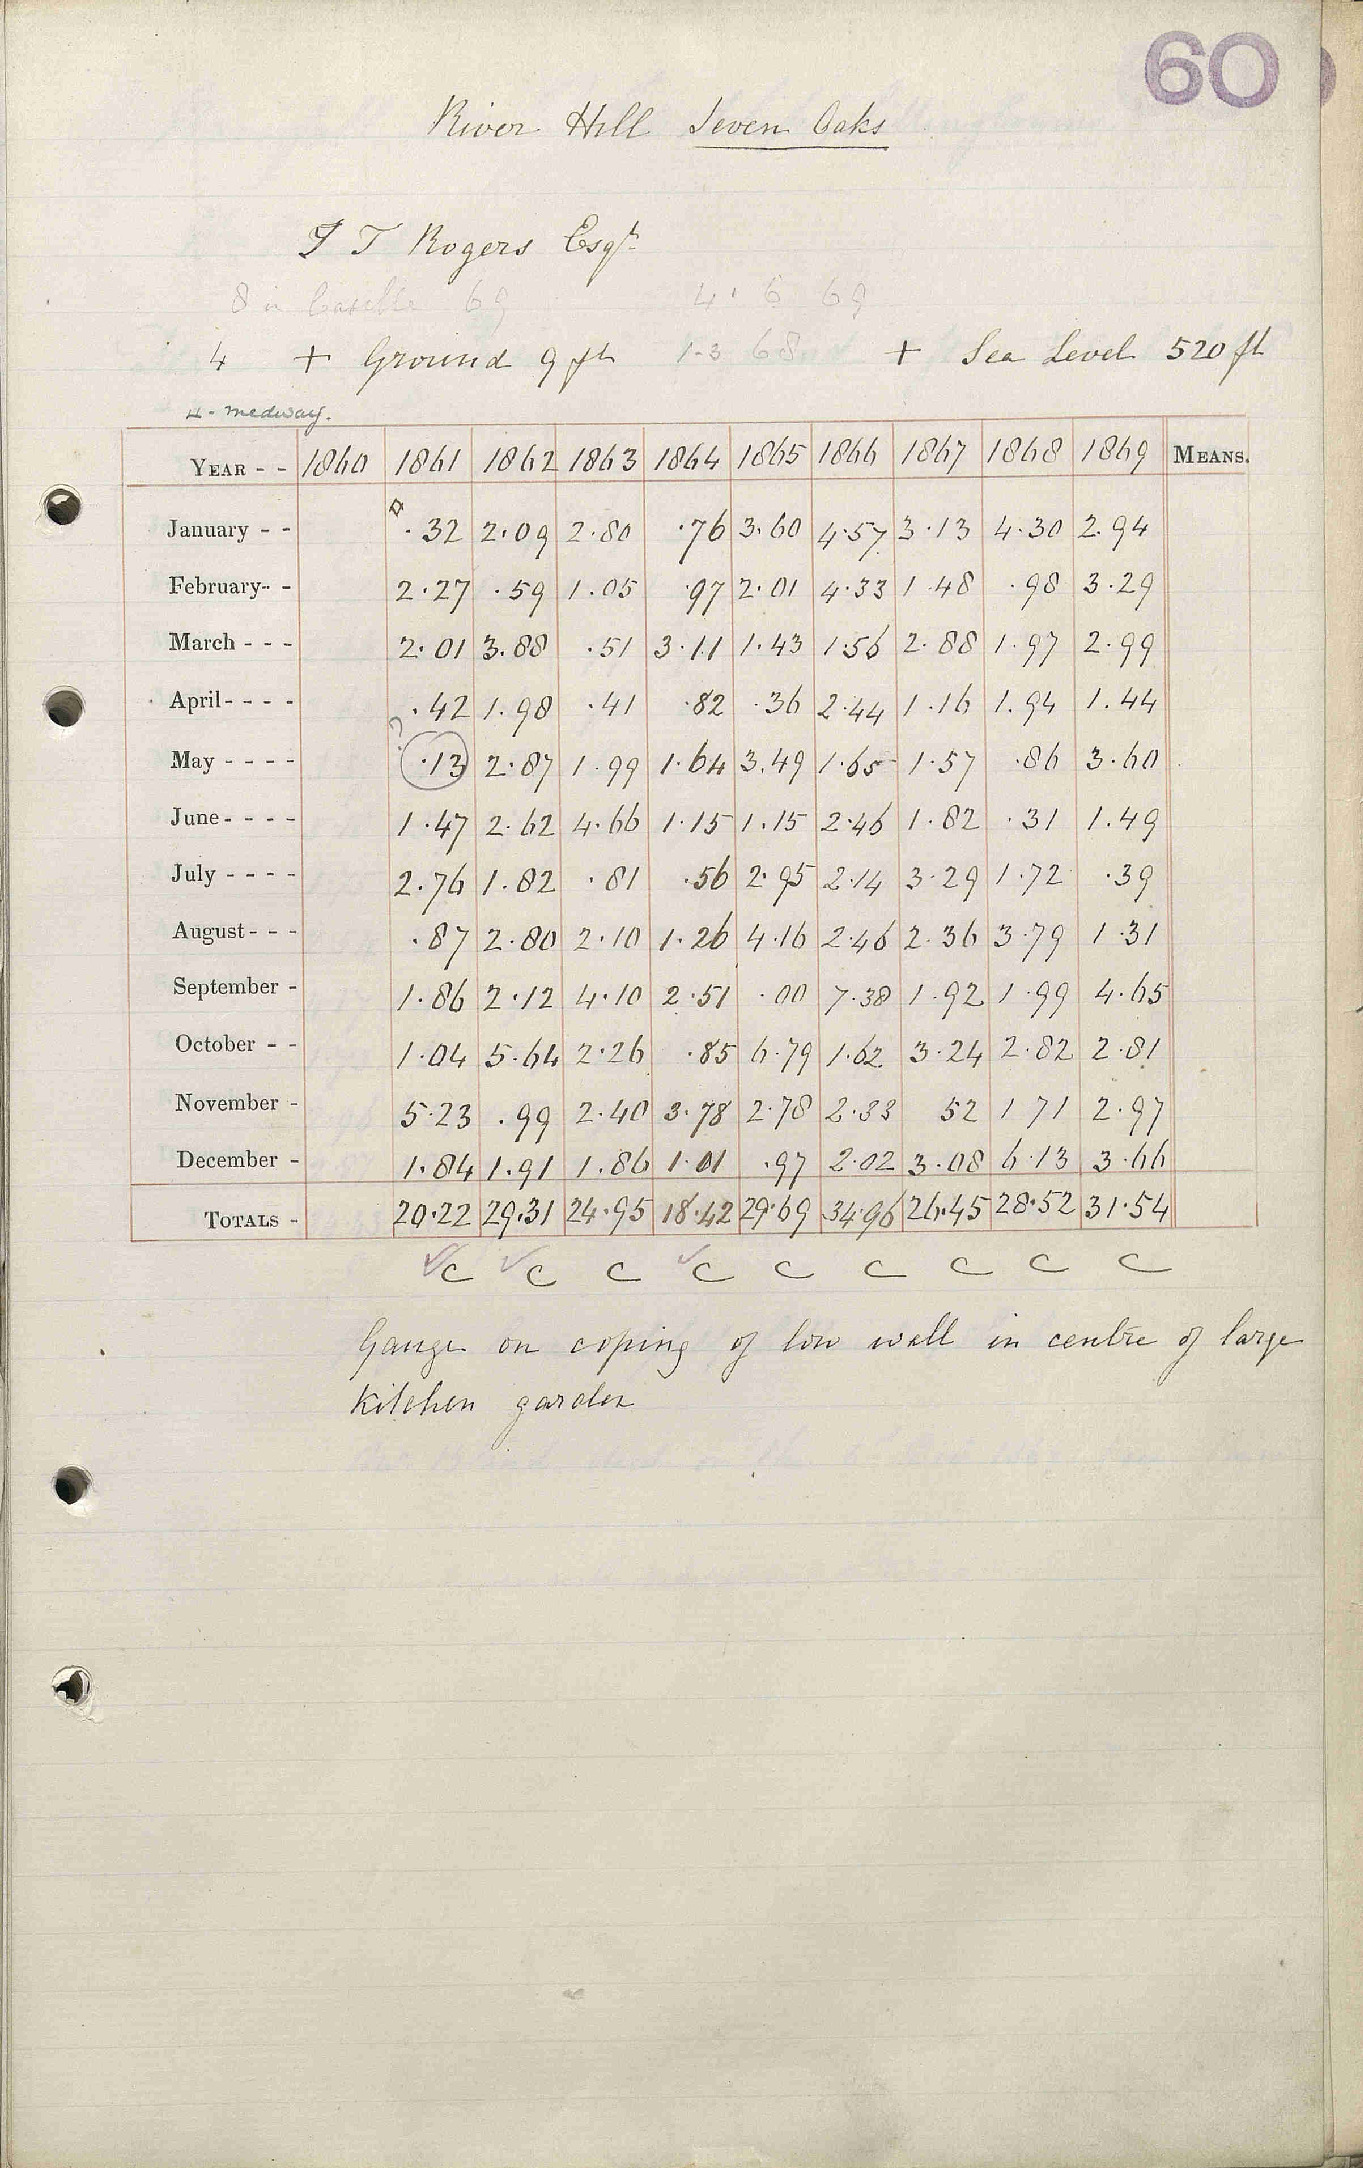 60
River Hill Seven Oaks
J T Rogers Esqr
8 in Casella 69 4' 6 69
4 + Ground 9 ft 1-3 68 + Sea Level 520 ft
4 - medway.
YEAR - - 1860 1861 1862 1863 1864 1865 1866 1867 1868 1869 MEANS.
January - - .32 2.09 2.80 .76 3.60 4.57 3.13 4.30 2.94
February- - 2.27 .59 1.05 .97 2.01 4.33 1.48 .98 3.29
March - - - 2.01 3.88 .51 3.11 1.43 1.56 2.88 1.97 2.99
April- - - - .42 1.98 .41 .82 .36 2.44 1.16 1.94 1.44
May - - - - ? .13 2.87 1.99 1.64 3.49 1.65 1.57 .86 3.60
June- - - - 1.47 2.62 4.66 1.15 1.15 2.46 1.82 .31 1.49
July - - - - 2.76 1.82 .81 .56 2.95 2.14 3.29 1.72 .39
August- - - .87 2.80 2.10 1.26 4.16 2.46 2.36 3.79 1.31
September - 1.86 2.12 4.10 2.51 .00 7.38 1.92 1.99 4.65
October - - 1.04 5.64 2.26 .85 6.79 1.62 3.24 2.82 2.81
November - 5.23 .99 2.40 3.78 2.78 2.33 52 1 71 2.97
December - 1.84 1.91 1.86 1.01 .97 2.02 3.08 6.13 3.66
TOTALS - 20.22 29.31 24.95 18.42 29.69 34.96 26.45 28.52 31.54
C C C C C C C C C
Gauge on coping of low wall in centre of large
Kitchen garden